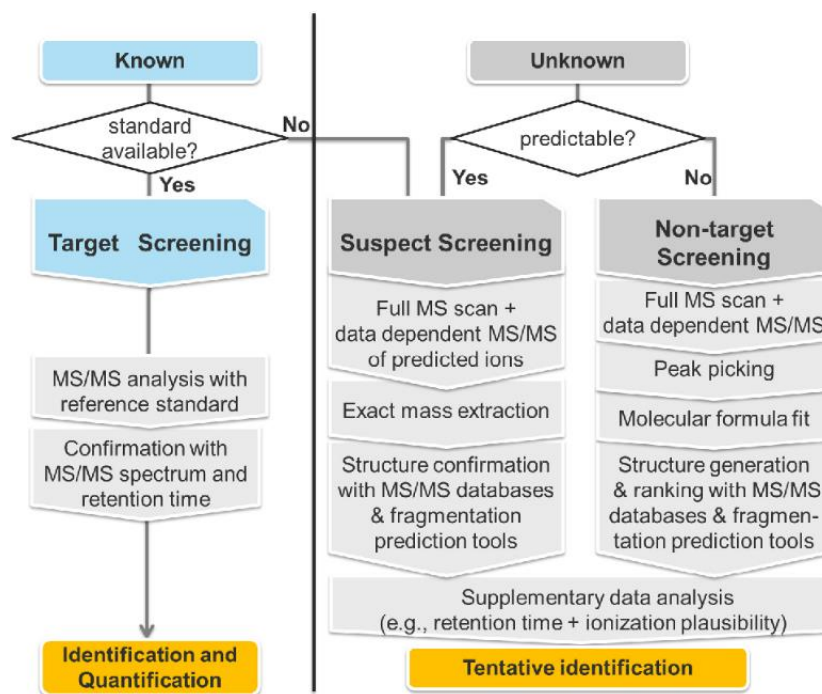 Known
standard
available?
No
Yes
Target Screening
MS/MS analysis with
reference standard
Confirmation with
MS/MS spectrum and
retention time
Identification and
Quantification
Unknown
predictable?
Yes
No
Suspect Screening
Full MS scan +
data dependent MS/MS
of predicted ions
Exact mass extraction
Structure confirmation
with MS/MS databases
& fragmentation
prediction tools
Non-target
Screening
Full MS scan +
data dependent MS/MS
Peak picking
Molecular formula fit
Structure generation
& ranking with MS/MS
databases & fragmen-
tation prediction tools
Supplementary data analysis
(e.g., retention time + ionization plausibility)
Tentative identification